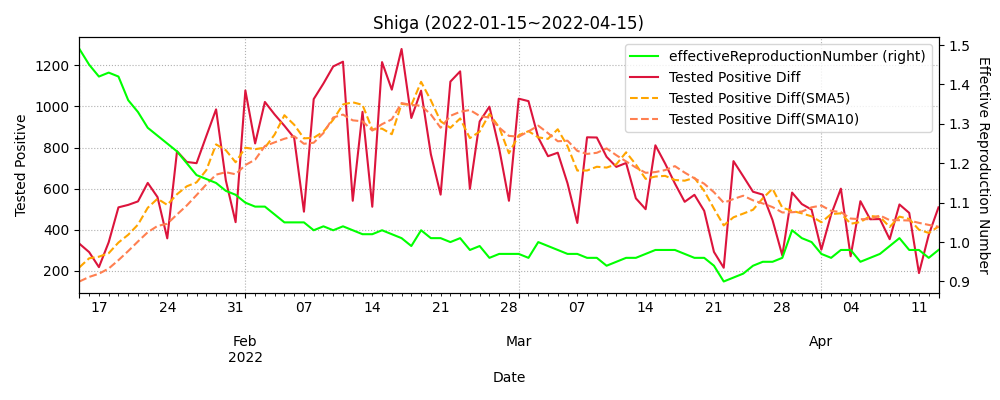 Shiga (2022-01-15~2022-04-15)
effectiveReproductionNumber (right)
Tested Positive Diff
Tested Positive Diff(SMA5)
Tested Positive Diff(SMA10)
Tested Positive
1200
1000
800
600
400
200
Effective Reproduction Number
1.5
1.4
1.3
1.2
1.1
1.0
0.9
17 24 31 07 14 21 28 07 14 21 28 04 11
Feb Mar Apr
2022
Date